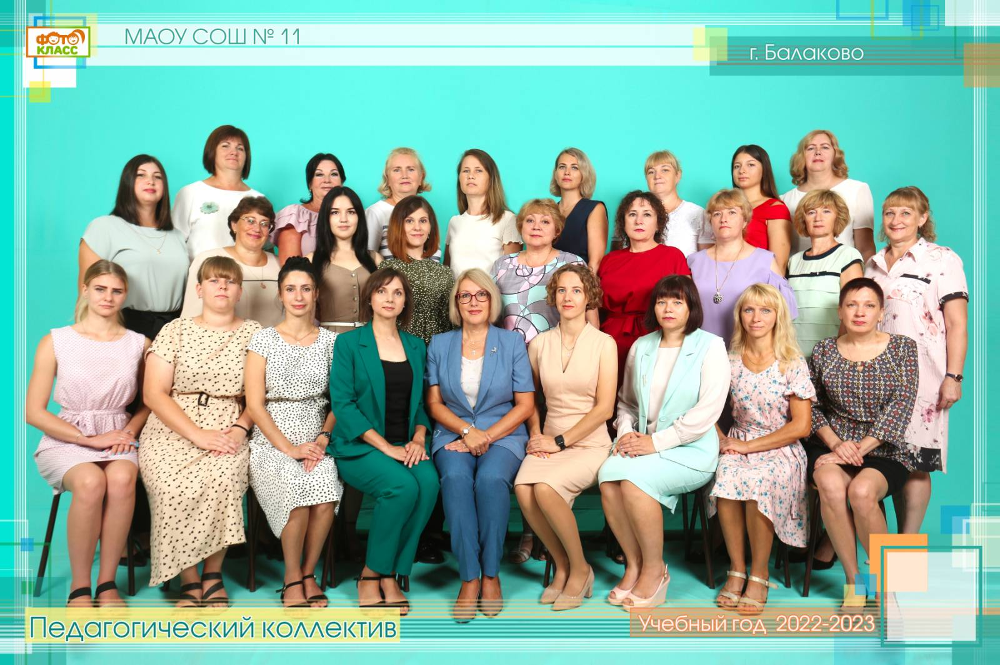 ФОТО
КЛАСС
МАОУ СОШ № 11
г. Балаково
Педагогический коллектив
Учебный год 2022-2023